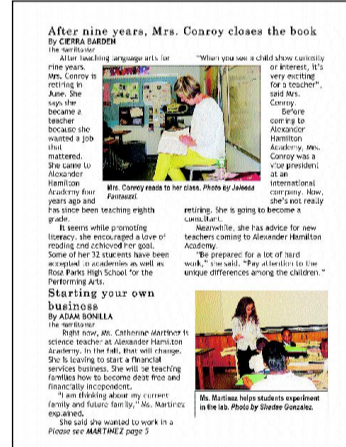 After nine years, Mrs. Conroy closes the book
By CIERRA BARDEN
The Hamiltonian
After teaching language arts for
nine years,
Mrs. Conroy is
retiring in
June. She
says she
became a
teacher
because she
wanted a job
that
mattered.
She came to
Alexander
Hamilton
Academy four
years ago and
has since been teaching eighth
grade.
It seems while promoting
literacy, she encouraged a love of
reading and achieved her goal.
Some of her 32 students have been
accepted to academies as well as
Rosa Parks High School for the
Performing Arts.
"When you see a child show curiosity
or interest, it's
very exciting
for a teacher",
said Mrs.
Conroy.
Before
coming to
Alexander
Hamilton
Academy, Mrs.
Conroy was a
vice president
at an
international
company. Now,
she's not really
retiring. She is going to become a
consultant.
Meanwhile, she has advice for new
teachers coming to Alexander Hamilton
Academy.
"Be prepared for a lot of hard
work," she said. "Pay attention to the
unique differences among the children."
Mrs. Conroy reads to her class. Photo by
Starting your own
business
By ADAM BONILLA
The Hamiltonian
Right now, Ms. Catherine Martinez is
science teacher at Alexander Hamilton
Academy. In the fall, that will change.
She is leaving to start a financial
services business. She will be teaching
families how to become debt free and
financially independent.
"I am thinking about my current
family and future family," Ms. Martinez
explained.
She said she wanted to work in a
Please see MARTINEZ page 5
Ms. Martinez helps students experiment
in the lab. Photo by Shadee Gonzales.